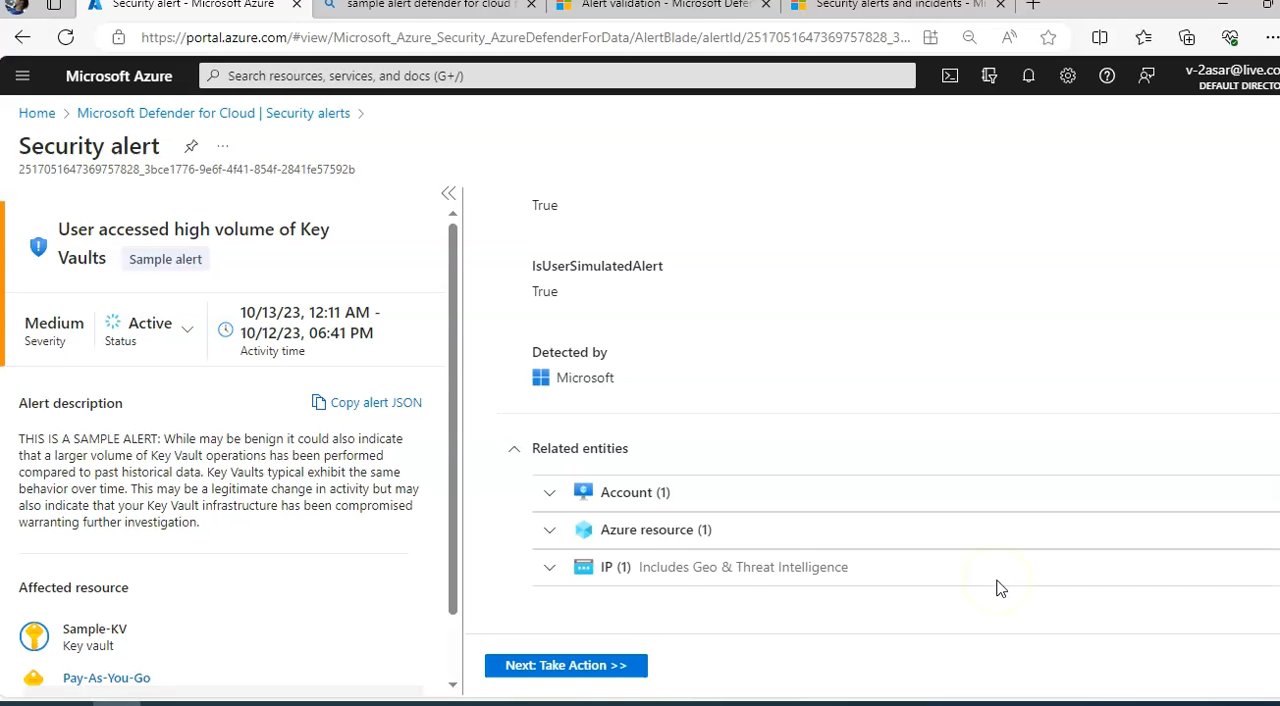 Security alert - Microsoft Azure
sample alert defender for cloud
Alert validation - Microsoft Defen
Security alerts and incidents - Mi
https://portal.azure.com/#view/Microsoft_Azure_Security_AzureDefenderForData/AlertBlade/alertId/2517051647369757828_3...
Microsoft Azure
Search resources, services, and docs (G+/)
v-2asar@live.co
DEFAULT DIRECTO
Home > Microsoft Defender for Cloud | Security alerts >
Security alert
2517051647369757828_3bce1776-9e6f-4f41-854f-2841fe57592b
User accessed high volume of Key
Vaults Sample alert
Medium
Severity
Active
Status
10/13/23, 12:11 AM -
10/12/23, 06:41 PM
Activity time
Alert description
Copy alert JSON
THIS IS A SAMPLE ALERT: While may be benign it could also indicate
that a larger volume of Key Vault operations has been performed
compared to past historical data. Key Vaults typical exhibit the same
behavior over time. This may be a legitimate change in activity but may
also indicate that your Key Vault infrastructure has been compromised
warranting further investigation.
Affected resource
Sample-KV
Key vault
Pay-As-You-Go
True
IsUserSimulatedAlert
True
Detected by
Microsoft
Related entities
Account (1)
Azure resource (1)
IP (1) Includes Geo & Threat Intelligence
Next: Take Action >>